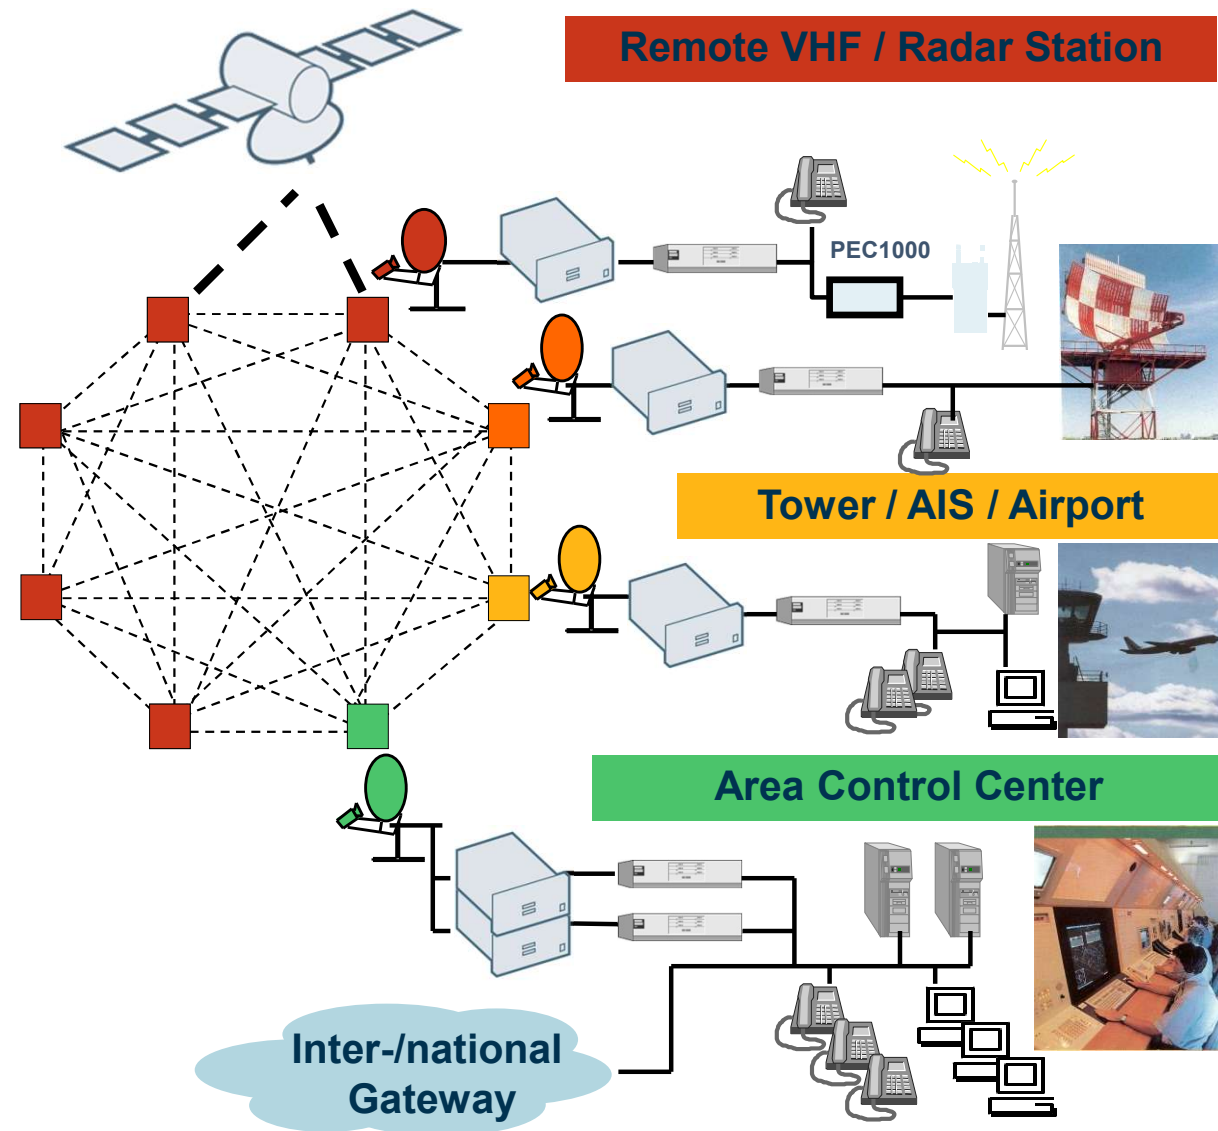 Remote VHF / Radar Station
PEC1000
Tower / AIS / Airport
Area Control Center
Inter-/national
Gateway